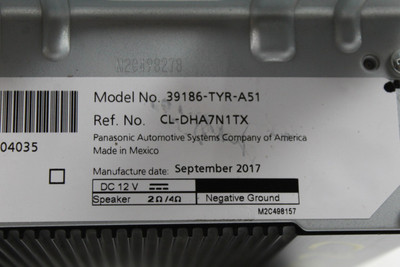 M20498278
Model No. 39186-TYR-A51
Ref. No. CL-DHA7N1TX
Panasonic Automotive Systems Company of America
Made in Mexico
04035
Manufacture date: September 2017
DC 12 V
Speaker 2Ω/4Ω Negative Ground
M2C498157